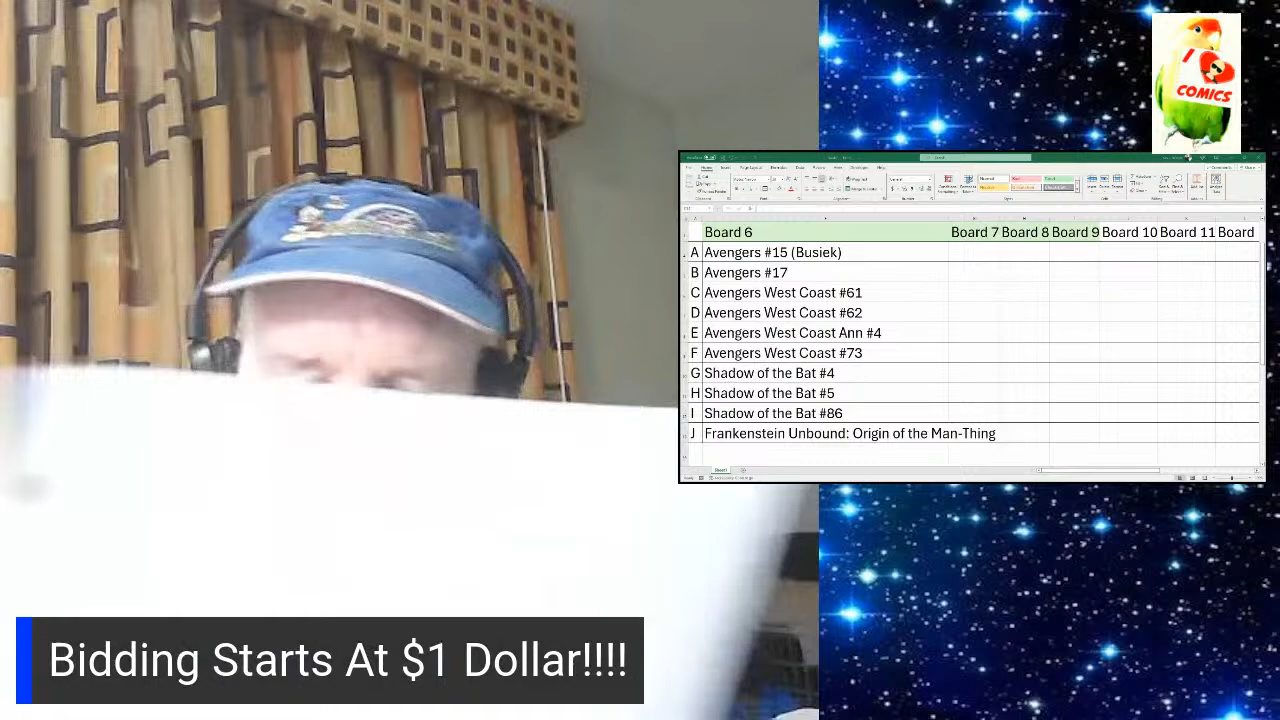 I
COMICS
Board 6 Board 7 Board 8 Board 9 Board 10 Board 11 Board
A Avengers #15 (Busiek)
B Avengers #17
C Avengers West Coast #61
D Avengers West Coast #62
E Avengers West Coast Ann #4
F Avengers West Coast #73
G Shadow of the Bat #4
H Shadow of the Bat #5
I Shadow of the Bat #86
J Frankenstein Unbound: Origin of the Man-Thing
Bidding Starts At $1 Dollar!!!!